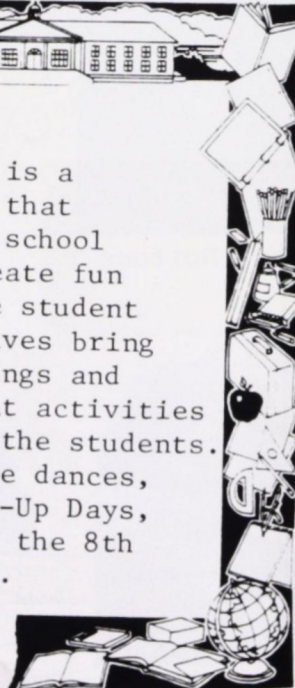 is a
that
school
eate fun
student
ves bring
ngs and
t activities
the students.
e dances,
-Up Days,
the 8th
.